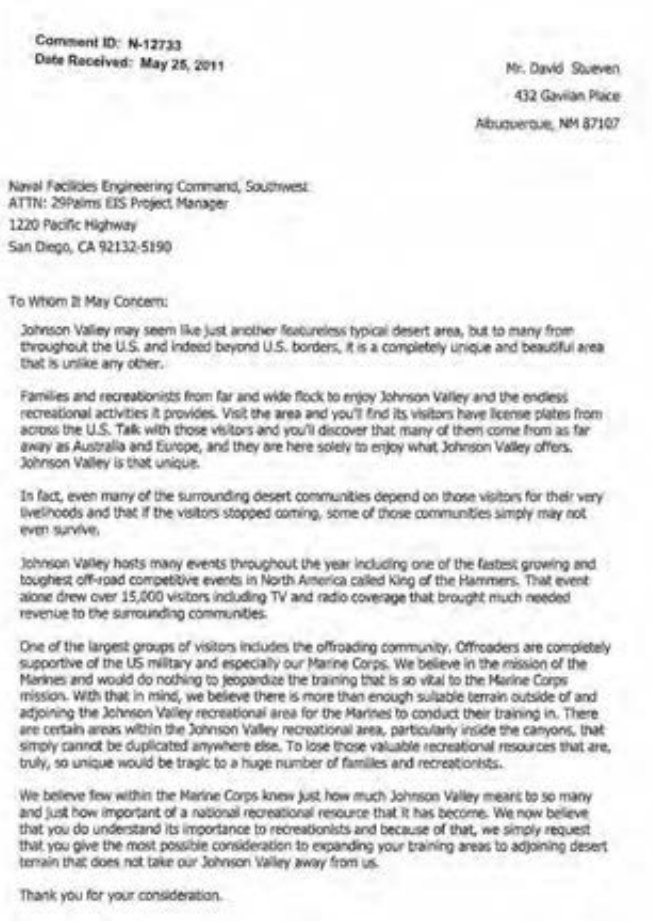 Comment ID: N-12733
Date Received: May 25, 2011
Mr. David Stueven
432 Gavilan Place
Albuquerque, NM 87107
Naval Facilities Engineering Command, Southwest
ATTN: 29Palms EIS Project Manager
1220 Pacific Highway
San Diego, CA 92132-5190
To Whom It May Concern:
Johnson Valley may seem like just another featureless typical desert area, but to many from
throughout the U.S. and indeed beyond U.S. borders, it is a completely unique and beautiful area
that is unlike any other.
Families and recreationists from far and wide flock to enjoy Johnson Valley and the endless
recreational activities it provides. Visit the area and you'll find its visitors have license plates from
across the U.S. Talk with those visitors and you'll discover that many of them come from as far
away as Australia and Europe, and they are here solely to enjoy what Johnson Valley offers.
Johnson Valley is that unique.
In fact, even many of the surrounding desert communities depend on those visitors for their very
livelihoods and that if the visitors stopped coming, some of those communities simply may not
even survive.
Johnson Valley hosts many events throughout the year including one of the fastest growing and
toughest off-road competitive events in North America called King of the Hammers. That event
alone drew over 15,000 visitors including TV and radio coverage that brought much needed
revenue to the surrounding communities.
One of the largest groups of visitors includes the offroading community. Offroaders are completely
supportive of the US military and especially our Marine Corps. We believe in the mission of the
Marines and would do nothing to jeopardize the training that is so vital to the Marine Corps
mission. With that in mind, we believe there is more than enough suitable terrain outside of and
adjoining the Johnson Valley recreational area for the Marines to conduct their training in. There
are certain areas within the Johnson Valley recreational area, particularly inside the canyons, that
simply cannot be duplicated anywhere else. To lose those valuable recreational resources that are,
truly, so unique would be tragic to a huge number of families and recreationists.
We believe few within the Marine Corps knew just how much Johnson Valley meant to so many
and just how important of a national recreational resource that it has become. We now believe
that you do understand its importance to recreationists and because of that, we simply request
that you give the most possible consideration to expanding your training areas to adjoining desert
terrain that does not take our Johnson Valley away from us.
Thank you for your consideration.